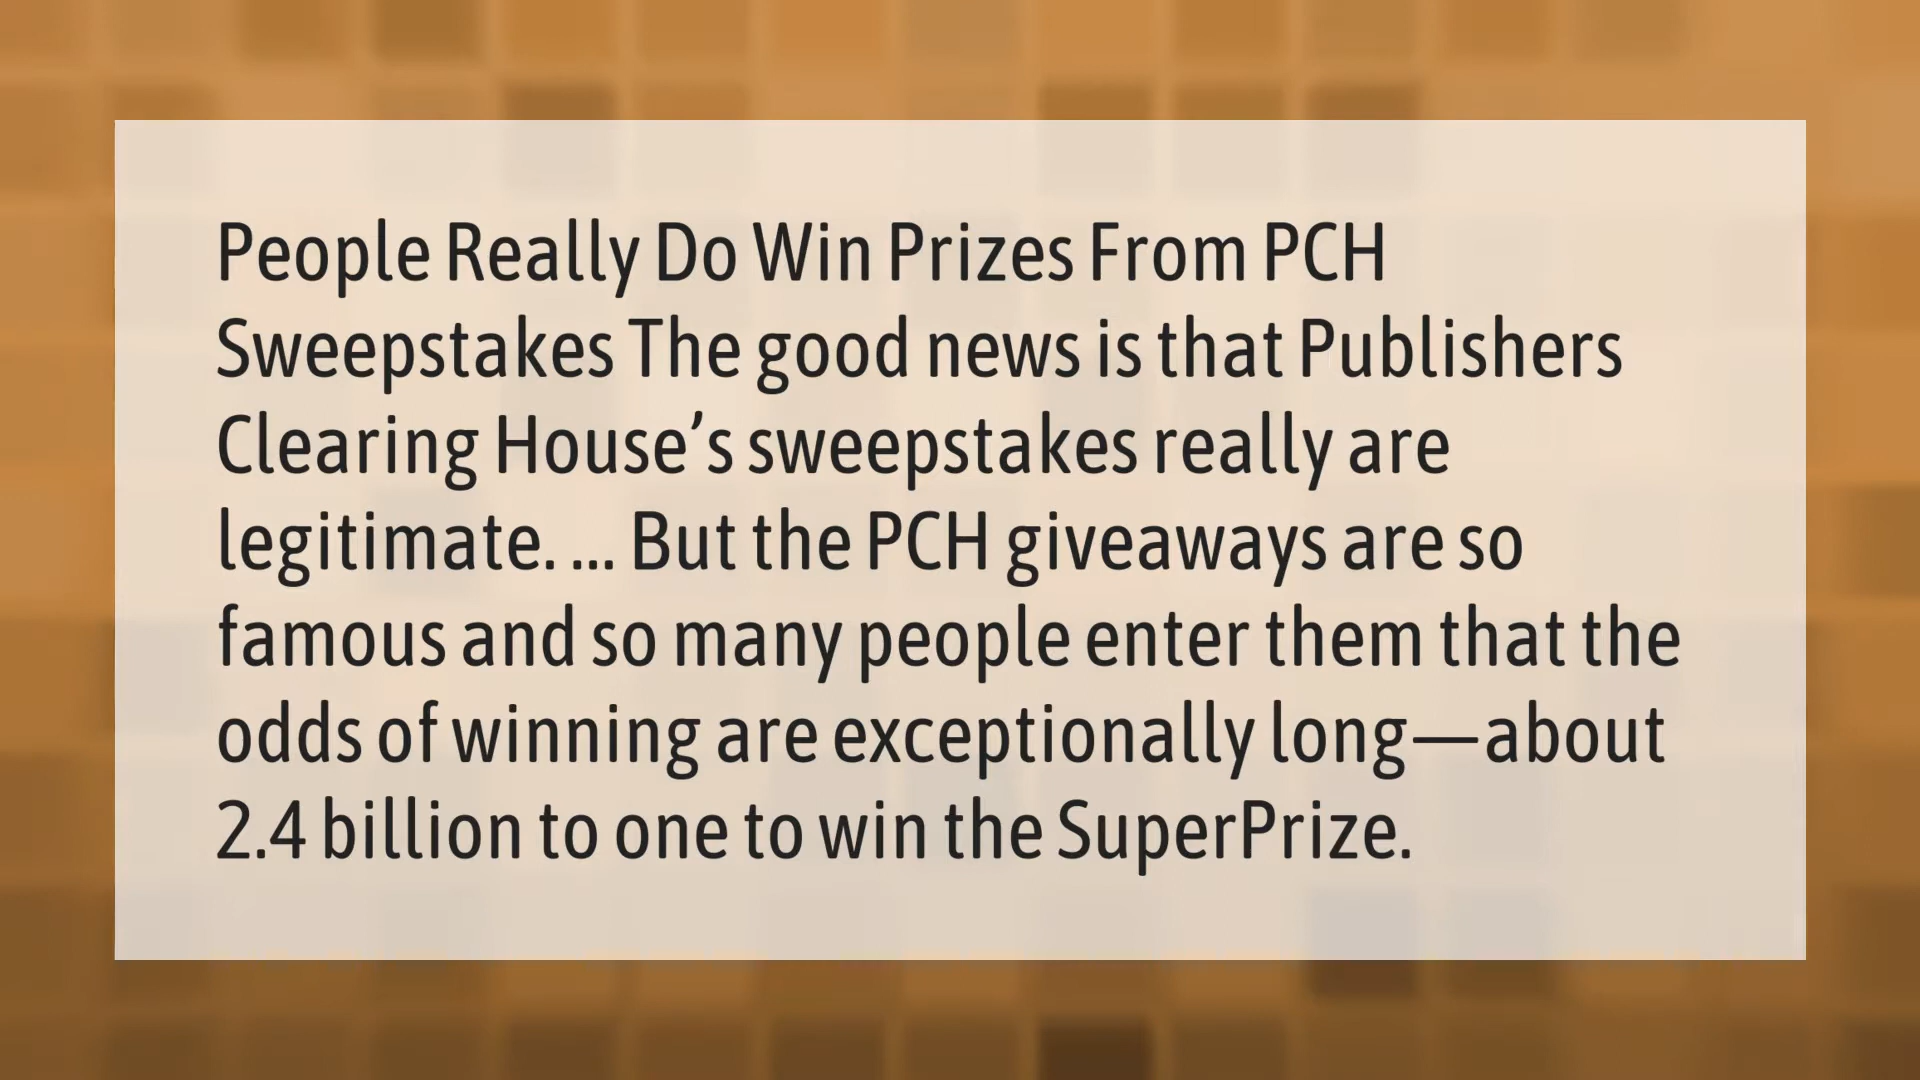 People Really Do Win Prizes From PCH
Sweepstakes The good news is that Publishers
Clearing House’s sweepstakes really are
legitimate. ... But the PCH giveaways are so
famous and so many people enter them that the
odds of winning are exceptionally long—about
2.4 billion to one to win the SuperPrize.